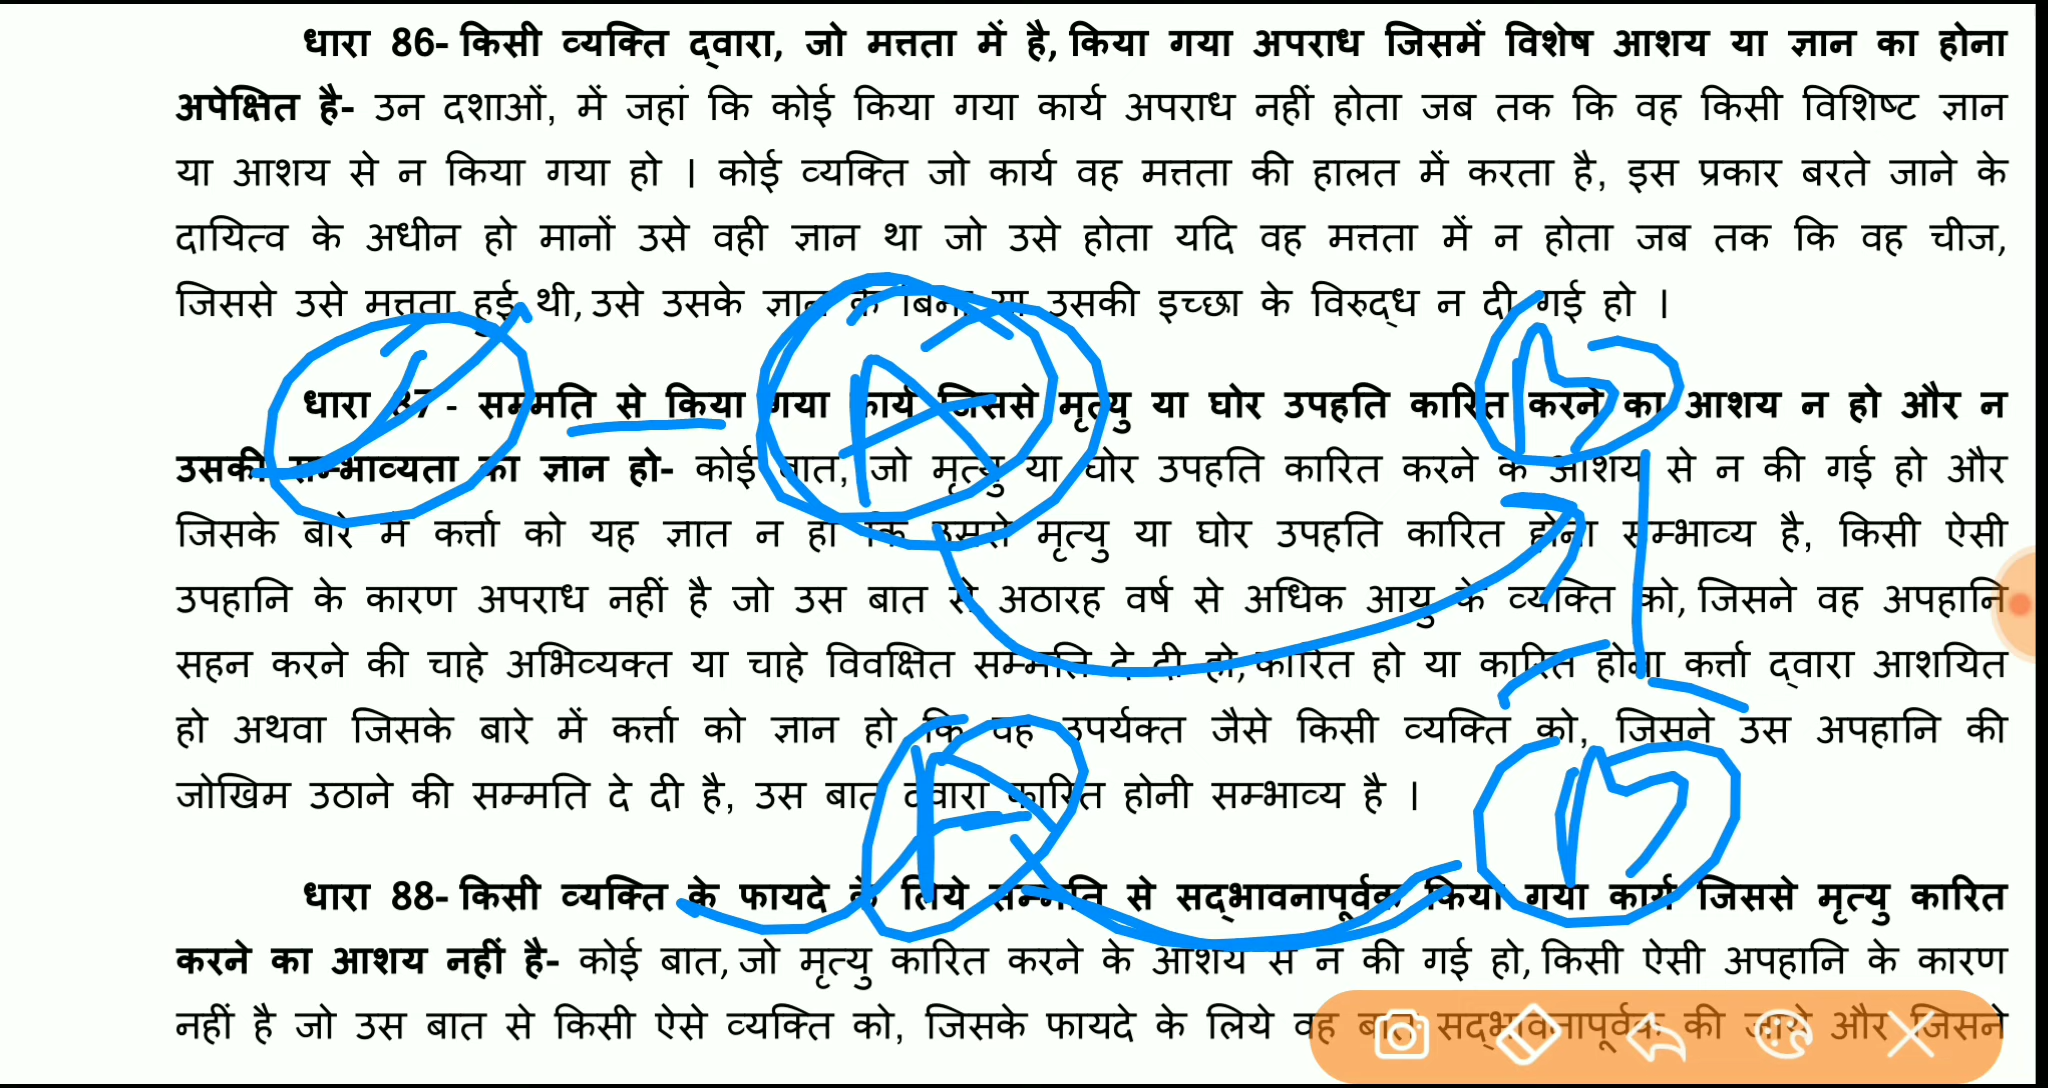 धारा 86- किसी व्यक्ति द्वारा, जो मत्तता में है, किया गया अपराध जिसमें विशेष आशय या ज्ञान का होना
अपेक्षित है- उन दशाओं, में जहां कि कोई किया गया कार्य अपराध नहीं होता जब तक कि वह किसी विशिष्ट ज्ञान
या आशय से न किया गया हो । कोई व्यक्ति जो कार्य वह मत्तता की हालत में करता है, इस प्रकार बरते जाने के
दायित्व के अधीन हो मानों उसे वही ज्ञान था जो उसे होता यदि वह मत्तता में न होता जब तक कि वह चीज,
जिससे उसे मत्तता हुई थी, उसे उसके ज्ञान के बिना या उसकी इच्छा के विरुद्ध न दी गई हो ।
धारा 87 - सम्मति से किया गया कार्य जिससे मृत्यु या घोर उपहति कारित करने का आशय न हो और न
उसकी सम्भाव्यता का ज्ञान हो- कोई बात, जो मृत्यु या घोर उपहति कारित करने के आशय से न की गई हो और
जिसके बारे में कर्त्ता को यह ज्ञात न हो कि उससे मृत्यु या घोर उपहति कारित होना सम्भाव्य है, किसी ऐसी
उपहानि के कारण अपराध नहीं है जो उस बात से अठारह वर्ष से अधिक आयु के व्यक्ति को, जिसने वह अपहानि
सहन करने की चाहे अभिव्यक्त या चाहे विवक्षित सम्मति दे दी हो, कारित हो या कारित होना कर्त्ता द्वारा आशयित
हो अथवा जिसके बारे में कर्त्ता को ज्ञान हो कि वह उपर्यक्त जैसे किसी व्यक्ति को, जिसने उस अपहानि की
जोखिम उठाने की सम्मति दे दी है, उस बात द्वारा कारित होनी सम्भाव्य है ।
धारा 88- किसी व्यक्ति के फायदे के लिये सम्मति से सद्भावनापूर्वक किया गया कार्य जिससे मृत्यु कारित
करने का आशय नहीं है- कोई बात, जो मृत्यु कारित करने के आशय से न की गई हो, किसी ऐसी अपहानि के कारण
नहीं है जो उस बात से किसी ऐसे व्यक्ति को, जिसके फायदे के लिये वह बात सद्भावनापूर्वक की जाये और जिसने